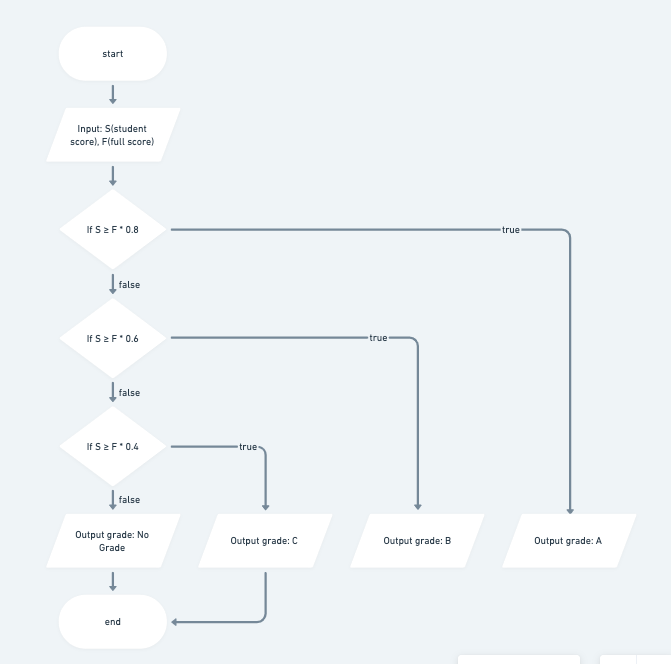 start
Input: S(student
score), F(full score)
If S ≥ F * 0.8
true
false
If S ≥ F * 0.6
true
false
If S ≥ F * 0.4
true
false
Output grade: No
Grade
Output grade: C
Output grade: B
Output grade: A
end